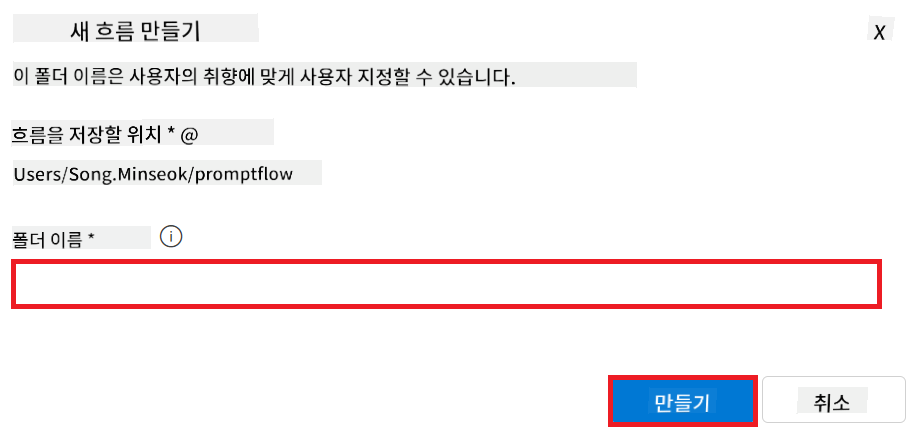 새 흐름 만들기
X
이 폴더 이름은 사용자의 취향에 맞게 사용자 지정할 수 있습니다.
흐름을 저장할 위치 * @
Users/Song.Minseok/promptflow
폴더 이름 *
만들기
취소